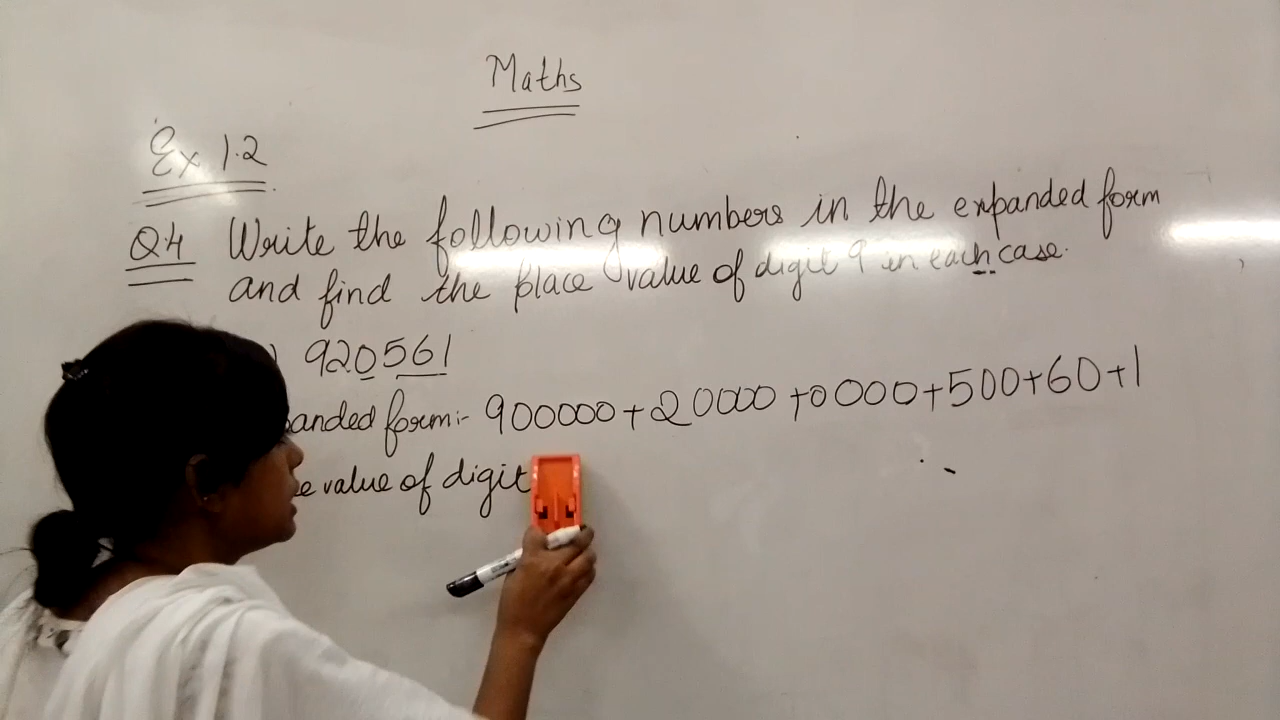 Maths
Ex 1.2
Q.4 Write the following numbers in the expanded form
and find the place value of digit 9 in each case.
) 920561
anded form:- 900000+20000+0000+500+60+1
e value of digit